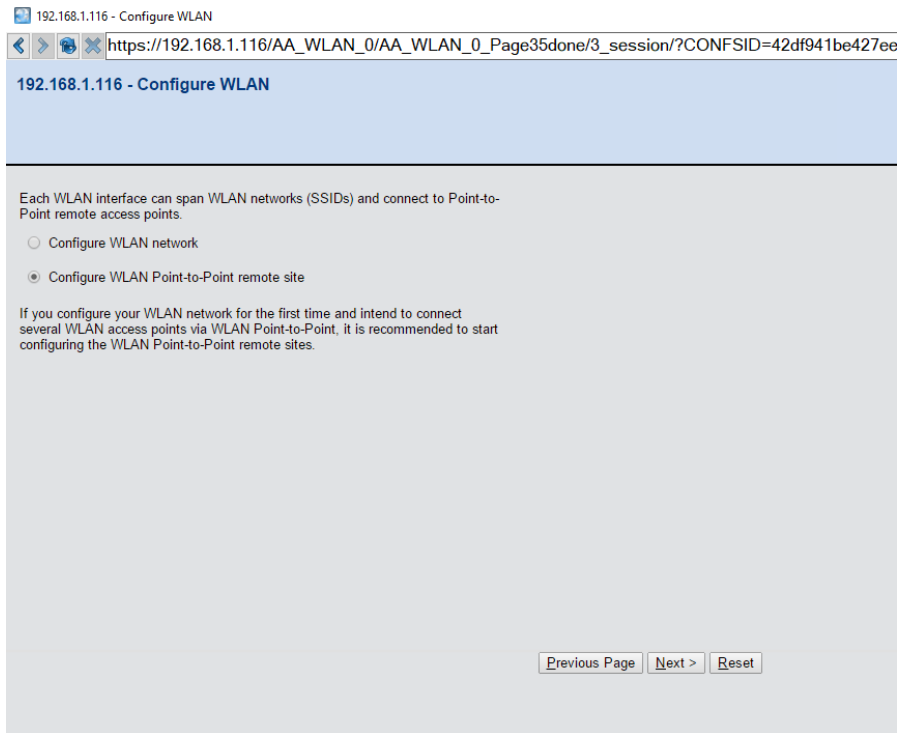 192.168.1.116 - Configure WLAN
https://192.168.1.116/AA_WLAN_0/AA_WLAN_0_Page35done/3_session/?CONFSID=42df941be427ee
192.168.1.116 - Configure WLAN
Each WLAN interface can span WLAN networks (SSIDs) and connect to Point-to-
Point remote access points.
Configure WLAN network
Configure WLAN Point-to-Point remote site
If you configure your WLAN network for the first time and intend to connect
several WLAN access points via WLAN Point-to-Point, it is recommended to start
configuring the WLAN Point-to-Point remote sites.
Previous Page Next > Reset